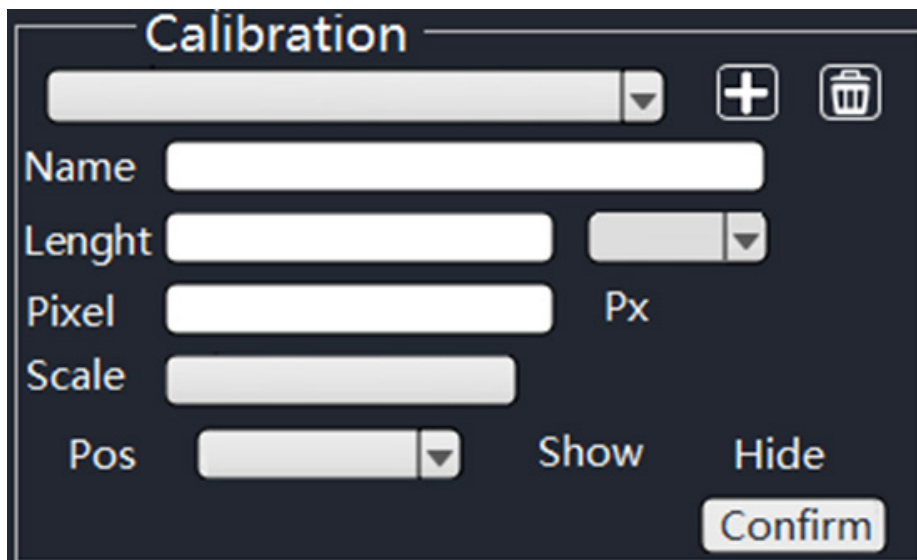 Calibration
Name
Lenght
Pixel Px
Scale
Pos Show Hide
Confirm